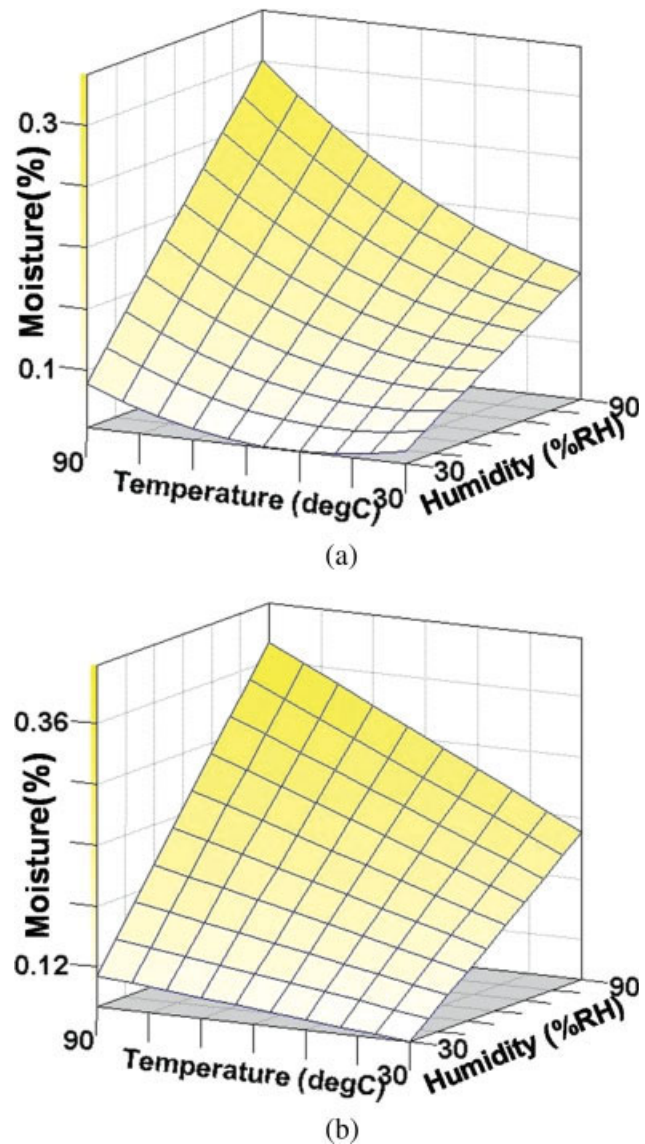 0.3
Moisture(%)
0.1
90
Temperature (degC)
30
30
Humidity (%RH)
90
(a)
0.36
Moisture(%)
0.12
90
Temperature (degC)
30
30
Humidity (%RH)
90
(b)